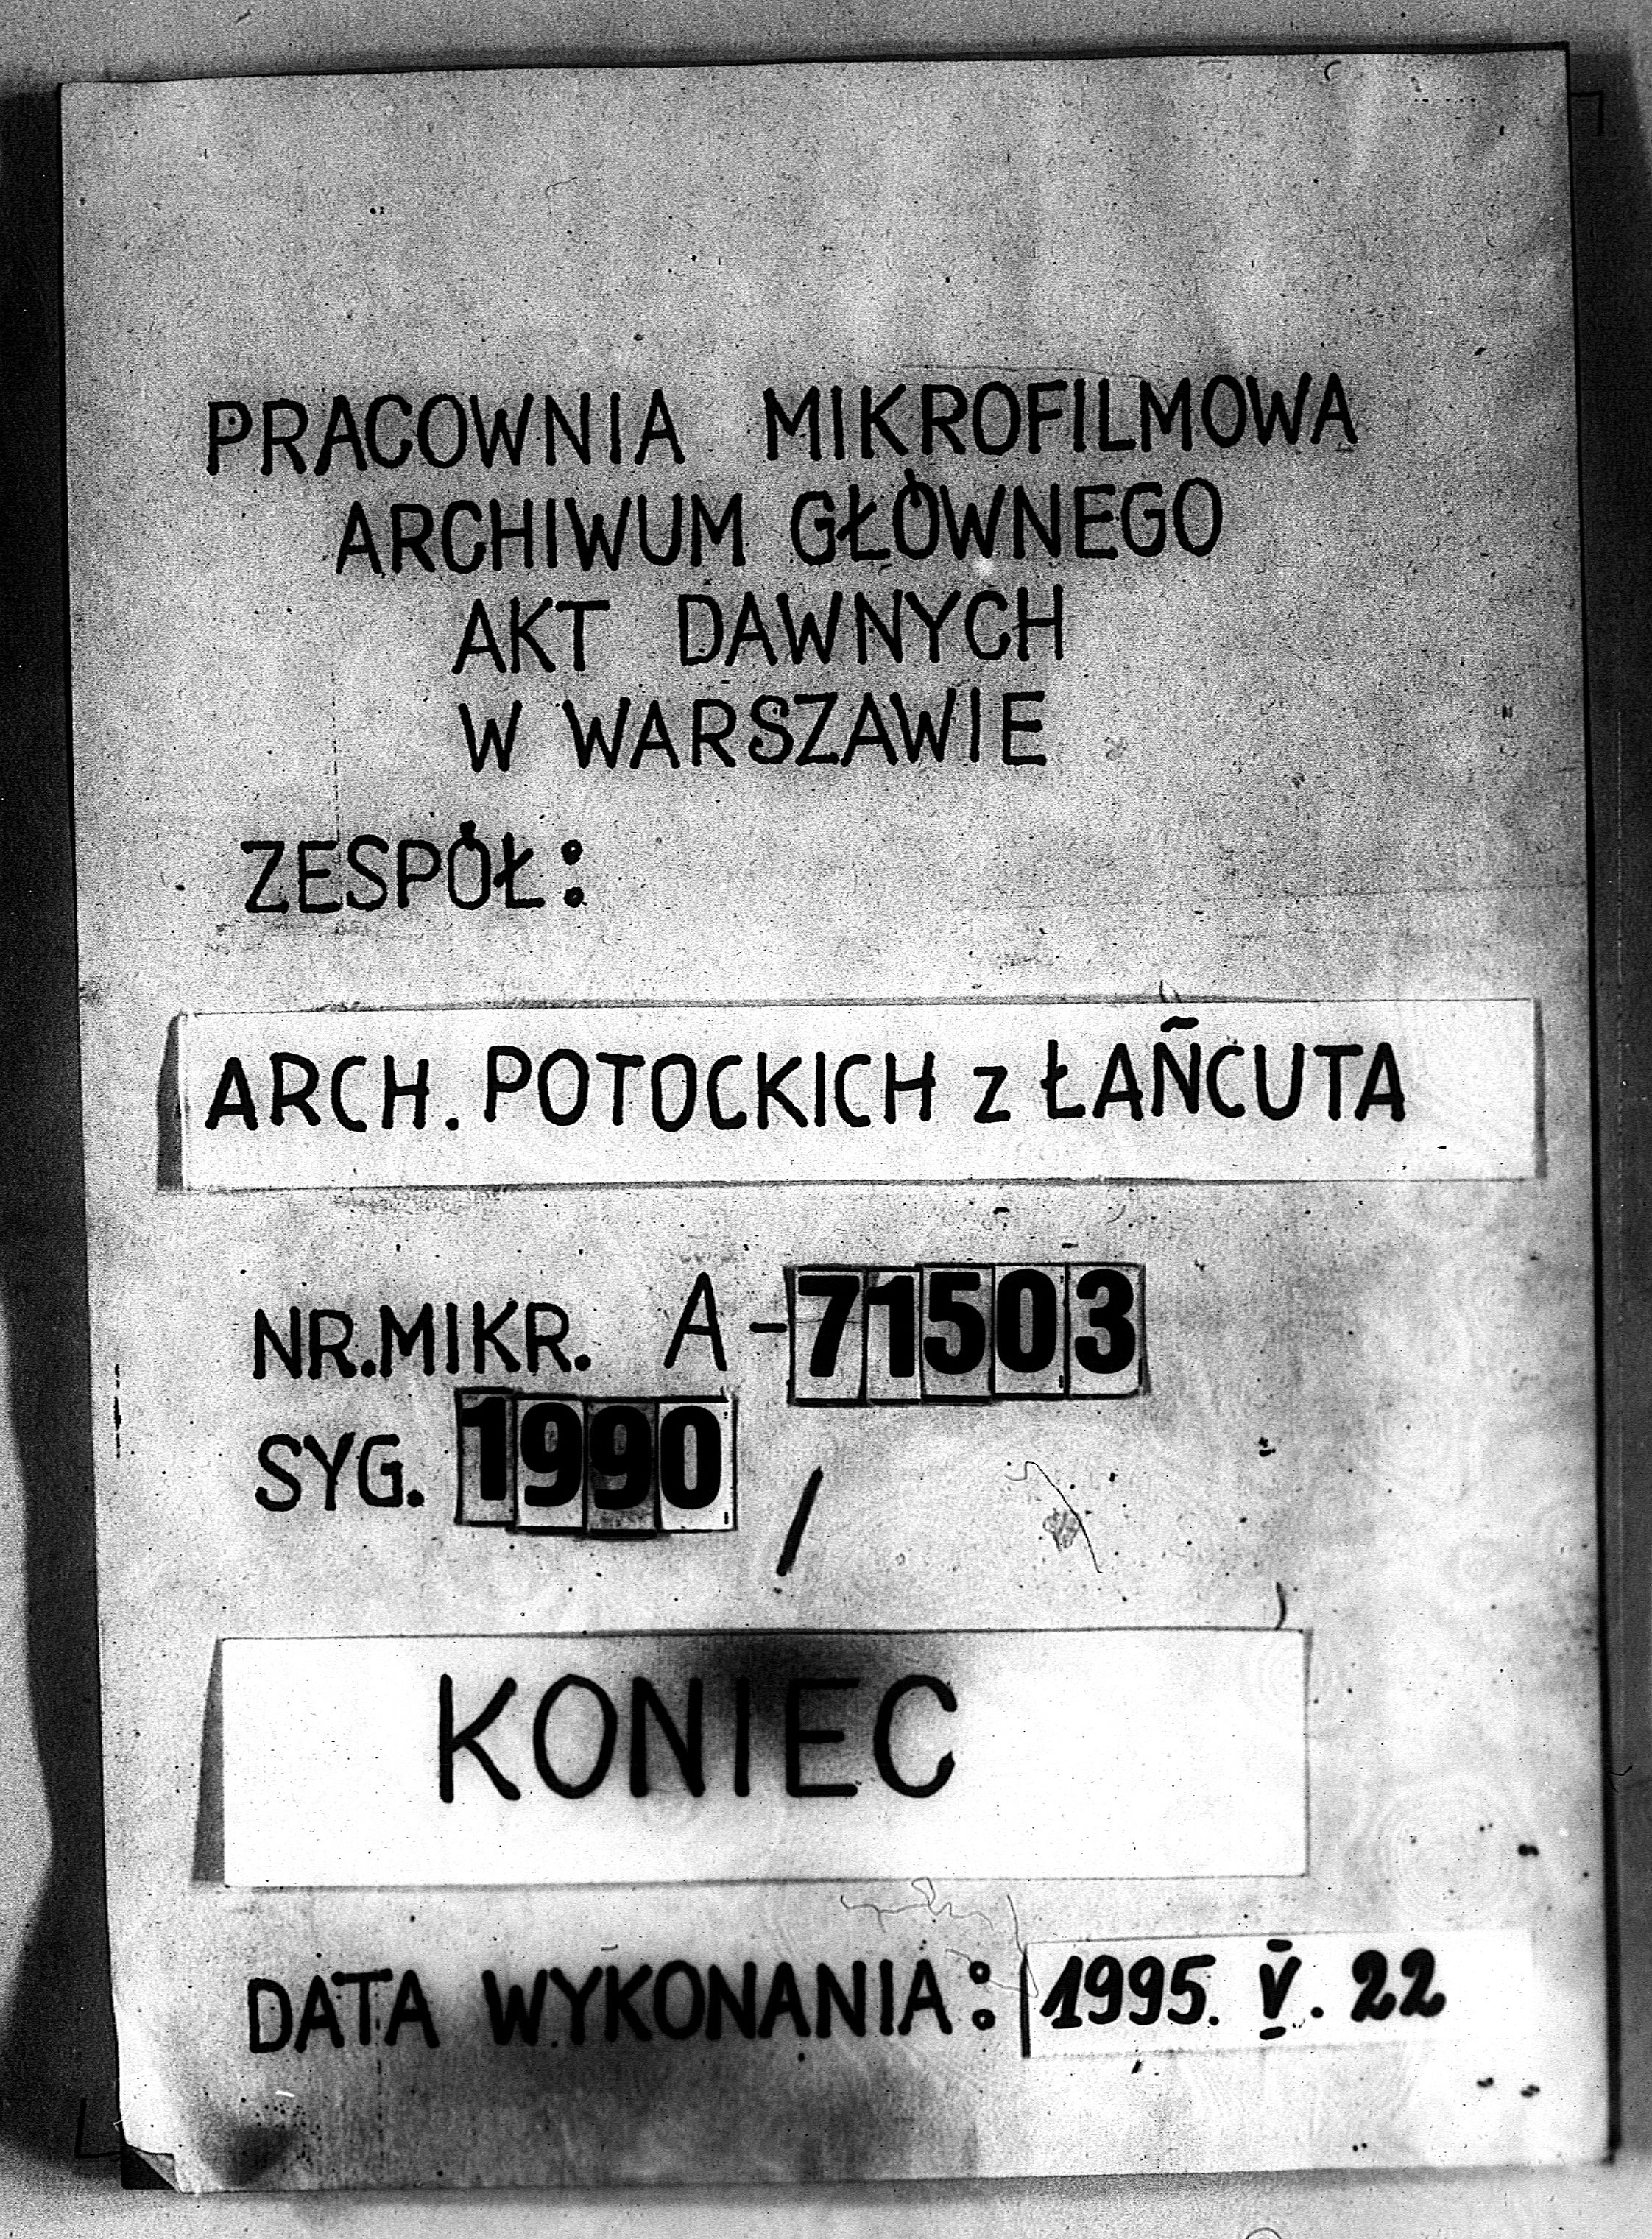 PRACOWNIA MIKROFILMOWA
ARCHIWUM GŁÓWNEGO
AKT DAWNYCH
W WARSZAWIE
ZESPÓŁ:
ARCH. POTOCKICH z ŁAŃCUTA
NR.MIKR. A-71503
SYG. 1990 /
KONIEC
DATA WYKONANIA: 1995. V. 22